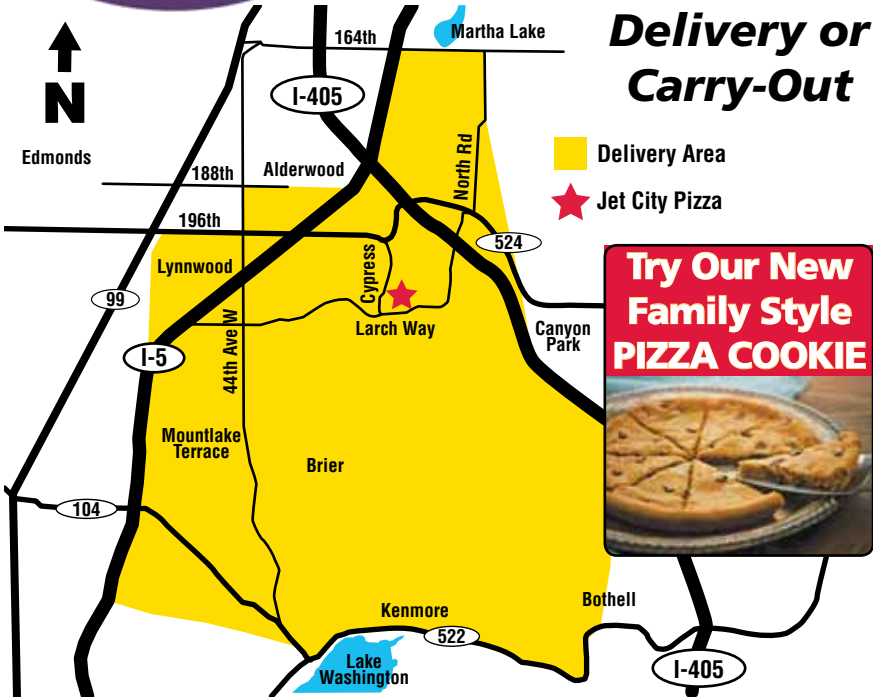 Delivery or
Carry-Out
164th
Martha Lake
I-405
N
Edmonds
188th
Alderwood
North Rd
Delivery Area
Jet City Pizza
196th
524
Lynnwood
Cypress
99
Larch Way
Canyon
Park
I-5
44th Ave W
Try Our New
Family Style
PIZZA COOKIE
Mountlake
Terrace
Brier
104
Kenmore
Bothell
522
Lake
Washington
I-405